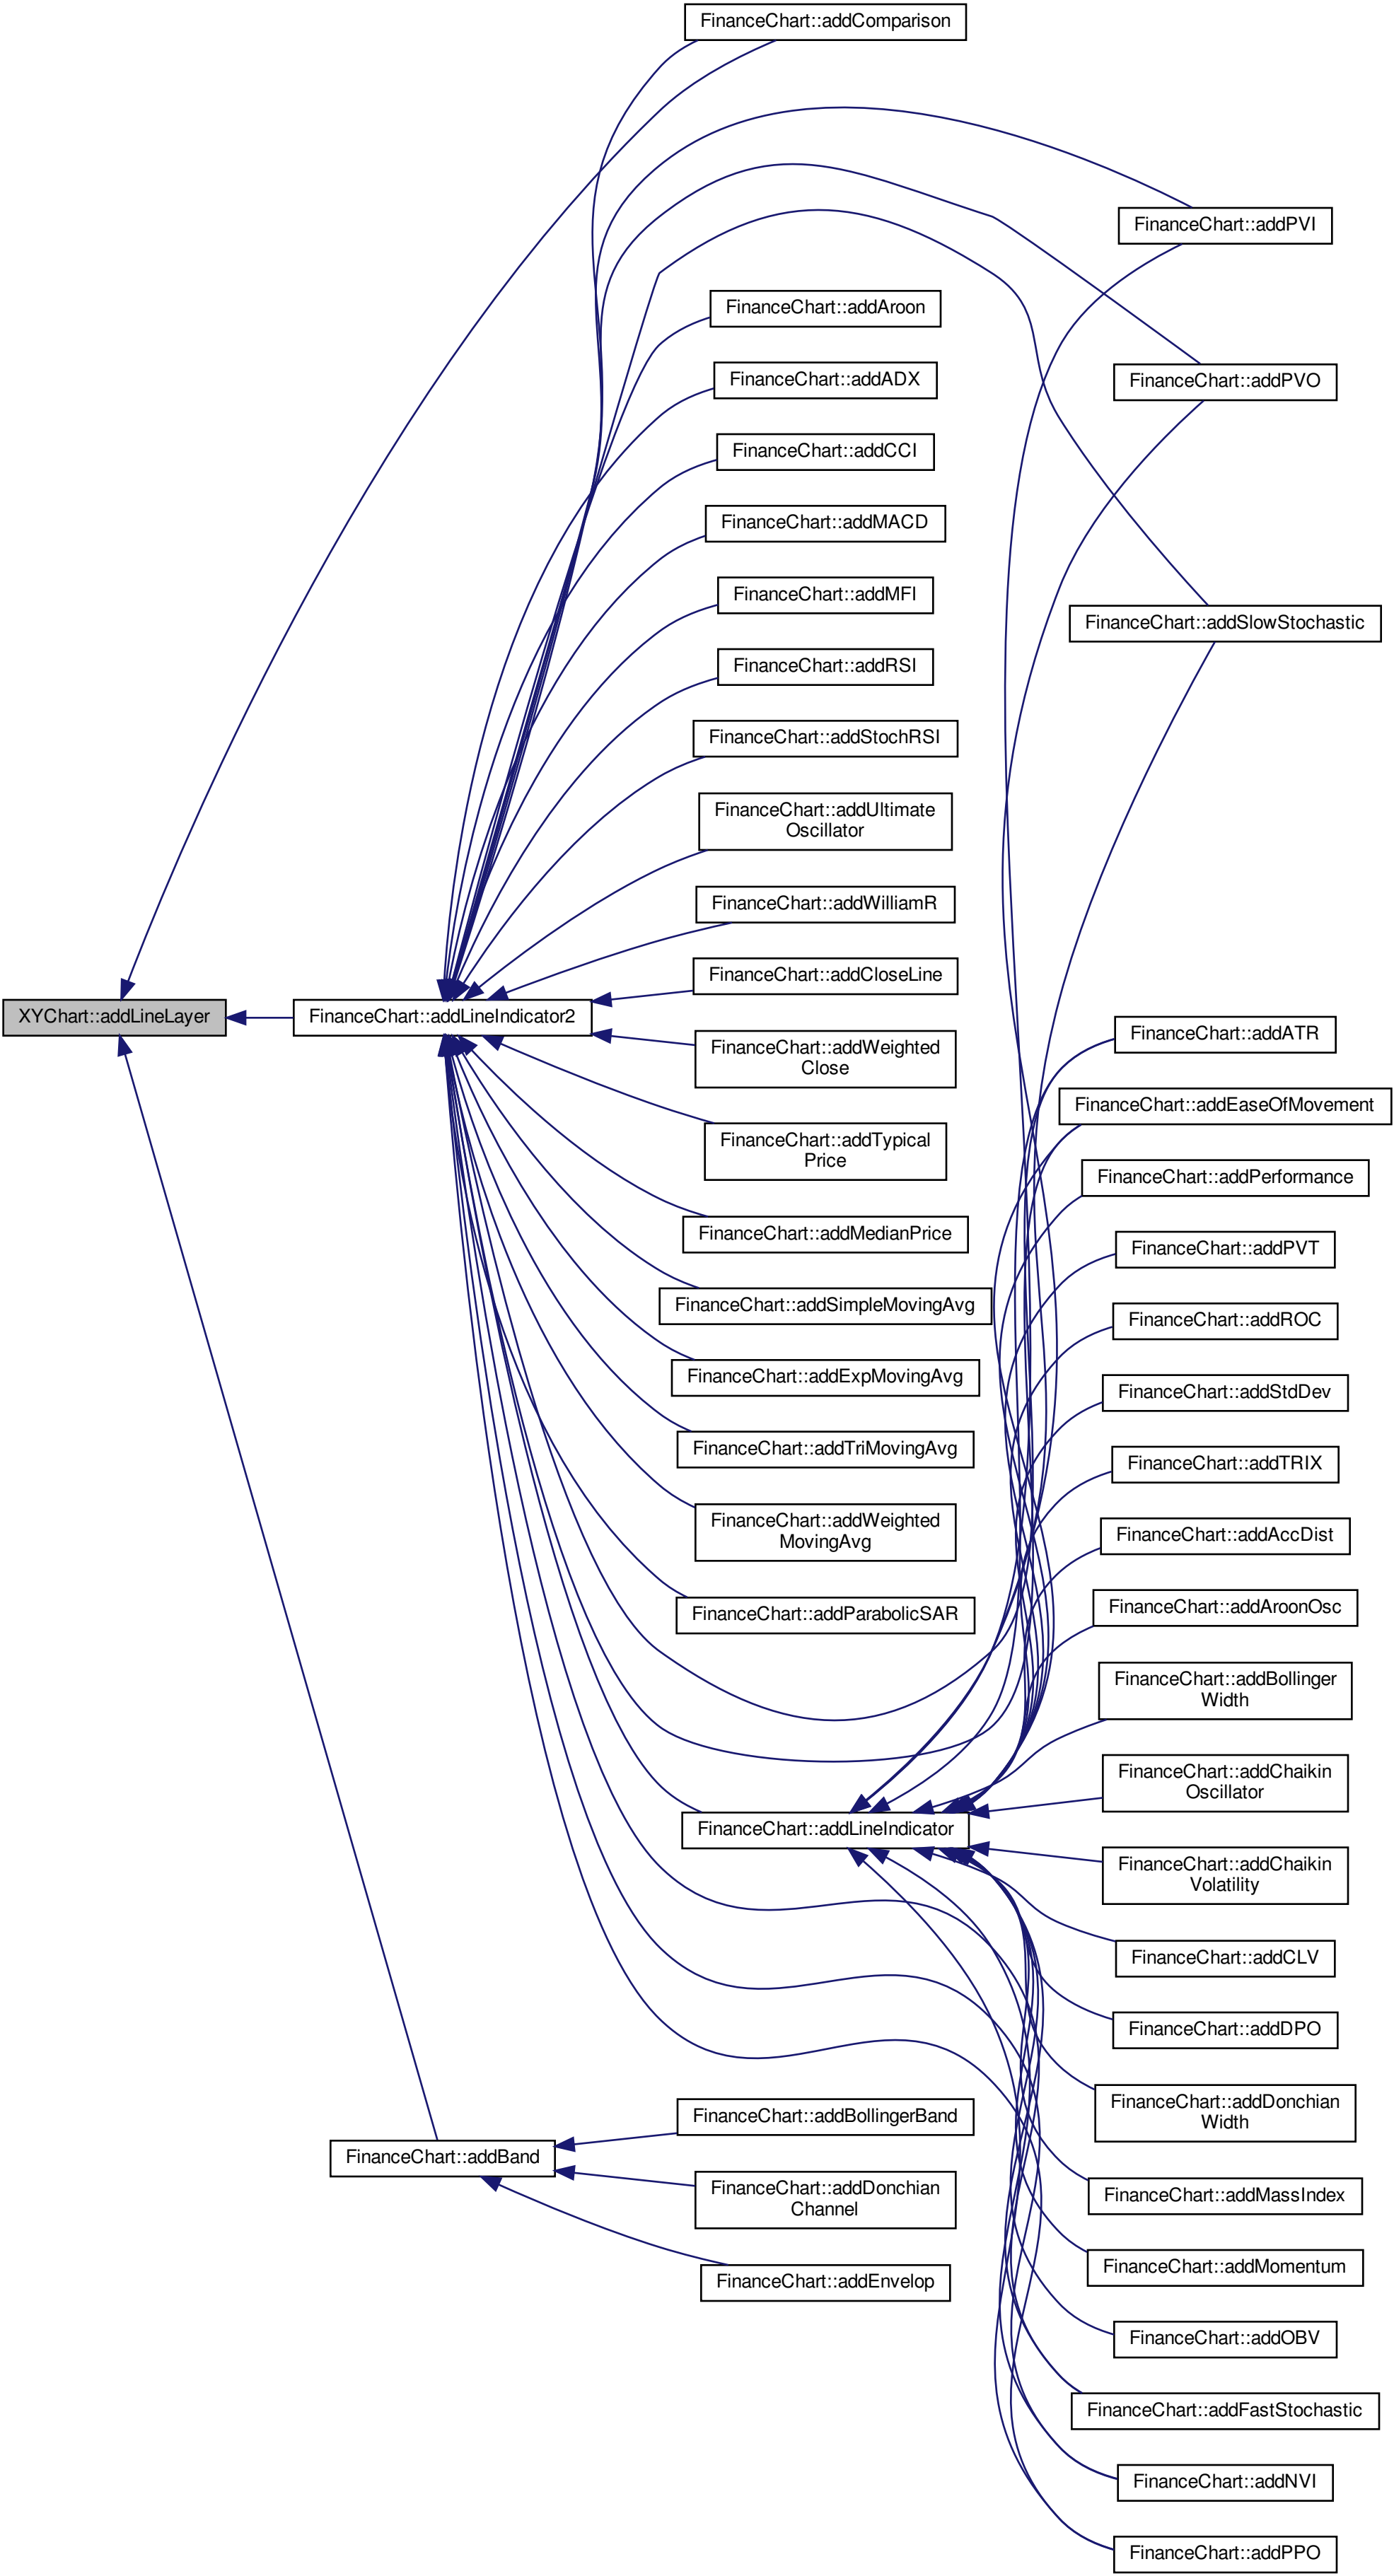 FinanceChart::addComparison
FinanceChart::addPVI
FinanceChart::addAroon
FinanceChart::addADX
FinanceChart::addPVO
FinanceChart::addCCI
FinanceChart::addMACD
FinanceChart::addMFI
FinanceChart::addSlowStochastic
FinanceChart::addRSI
FinanceChart::addStochRSI
FinanceChart::addUltimate
Oscillator
FinanceChart::addWilliamR
FinanceChart::addCloseLine
XYChart::addLineLayer
FinanceChart::addLineIndicator2
FinanceChart::addATR
FinanceChart::addWeighted
Close
FinanceChart::addEaseOfMovement
FinanceChart::addTypical
Price
FinanceChart::addPerformance
FinanceChart::addMedianPrice
FinanceChart::addPVT
FinanceChart::addSimpleMovingAvg
FinanceChart::addROC
FinanceChart::addExpMovingAvg
FinanceChart::addStdDev
FinanceChart::addTriMovingAvg
FinanceChart::addTRIX
FinanceChart::addWeighted
MovingAvg
FinanceChart::addAccDist
FinanceChart::addParabolicSAR
FinanceChart::addAroonOsc
FinanceChart::addBollinger
Width
FinanceChart::addChaikin
Oscillator
FinanceChart::addLineIndicator
FinanceChart::addChaikin
Volatility
FinanceChart::addCLV
FinanceChart::addDPO
FinanceChart::addDonchian
Width
FinanceChart::addBollingerBand
FinanceChart::addBand
FinanceChart::addDonchian
Channel
FinanceChart::addMassIndex
FinanceChart::addMomentum
FinanceChart::addEnvelop
FinanceChart::addOBV
FinanceChart::addFastStochastic
FinanceChart::addNVI
FinanceChart::addPPO